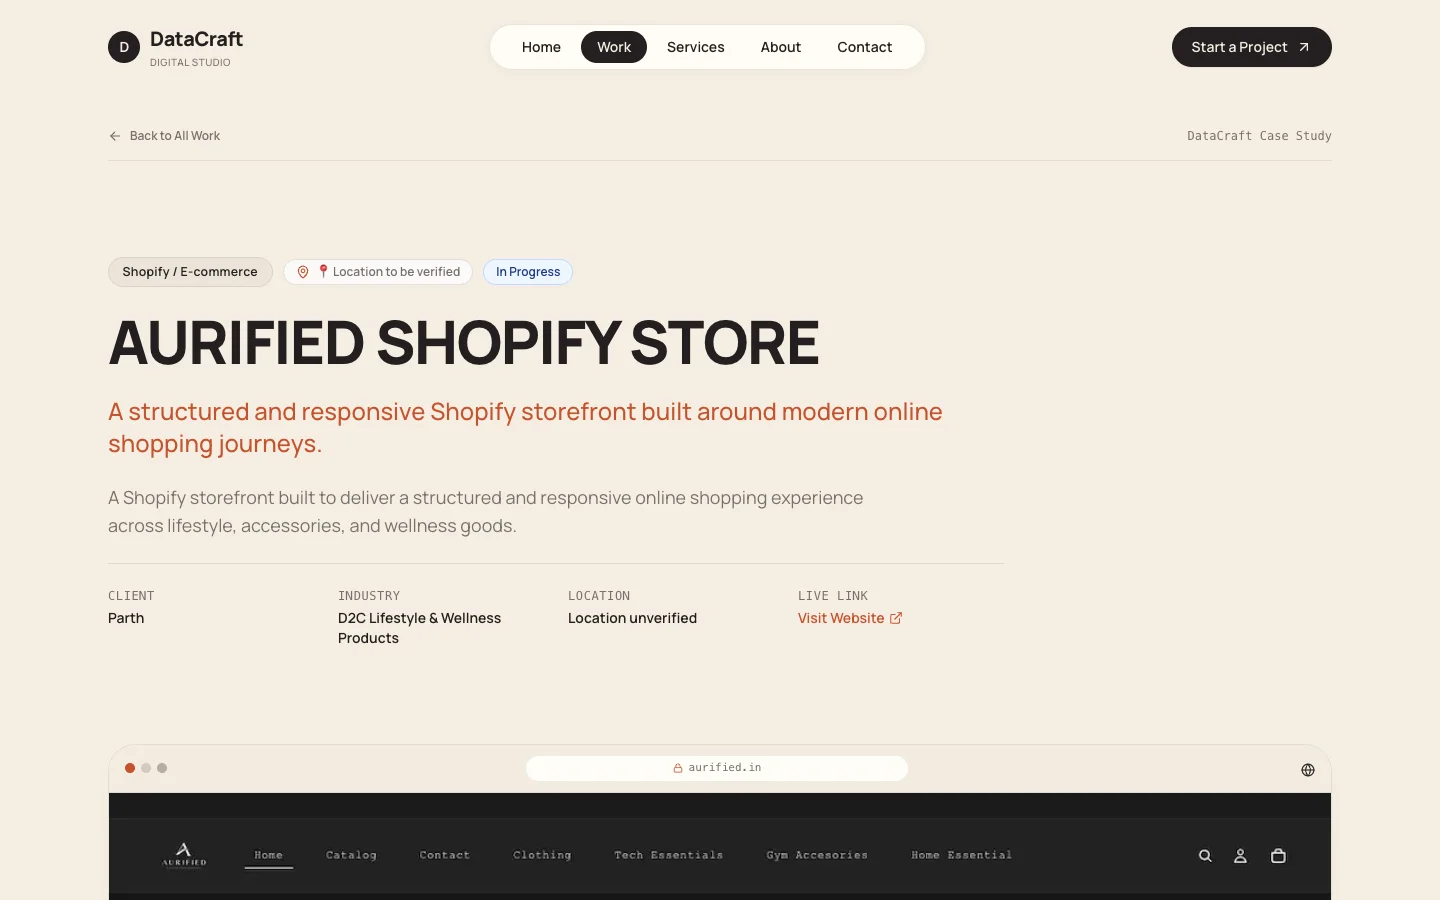 D
DataCraft
DIGITAL STUDIO
Home
Work
Services
About
Contact
Start a Project
Back to All Work
DataCraft Case Study
Shopify / E-commerce
📍 Location to be verified
In Progress
AURIFIED SHOPIFY STORE
A structured and responsive Shopify storefront built around modern online
shopping journeys.
A Shopify storefront built to deliver a structured and responsive online shopping experience
across lifestyle, accessories, and wellness goods.
CLIENT
Parth
INDUSTRY
D2C Lifestyle & Wellness
Products
LOCATION
Location unverified
LIVE LINK
Visit Website
aurified.in
AURIFIED
Home
Catalog
Contact
Clothing
Tech Essentials
Gym Accesories
Home Essential